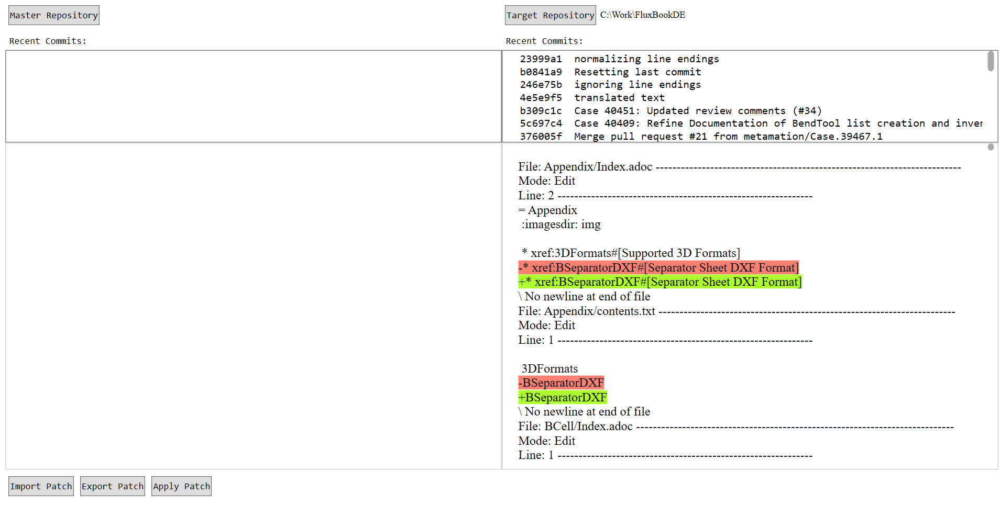 Master Repository
Target Repository C:\Work\FluxBookDE
Recent Commits:
Recent Commits:
23999a1 normalizing line endings
b0841a9 Resetting last commit
246e75b ignoring line endings
4e5e9f5 translated text
b309c1c Case 40451: Updated review comments (#34)
5c697c4 Case 40409: Refine Documentation of BendTool list creation and inver
376005f Merge pull request #21 from metamation/Case.39467.1
File: Appendix/Index.adoc -------------------------------------------------------------------------
Mode: Edit
Line: 2 -------------------------------------------------------------
= Appendix
:imagesdir: img
* xref:3DFormats#[Supported 3D Formats]
-* xref:BSeparatorDXF#[Separator Sheet DXF Format]
+* xref:BSeparatorDXF#[Separator Sheet DXF Format]
\ No newline at end of file
File: Appendix/contents.txt -----------------------------------------------------------------------
Mode: Edit
Line: 1 -------------------------------------------------------------
3DFormats
-BSeparatorDXF
+BSeparatorDXF
\ No newline at end of file
File: BCell/Index.adoc ----------------------------------------------------------------------------
Mode: Edit
Line: 1 -------------------------------------------------------------
Import Patch
Export Patch
Apply Patch